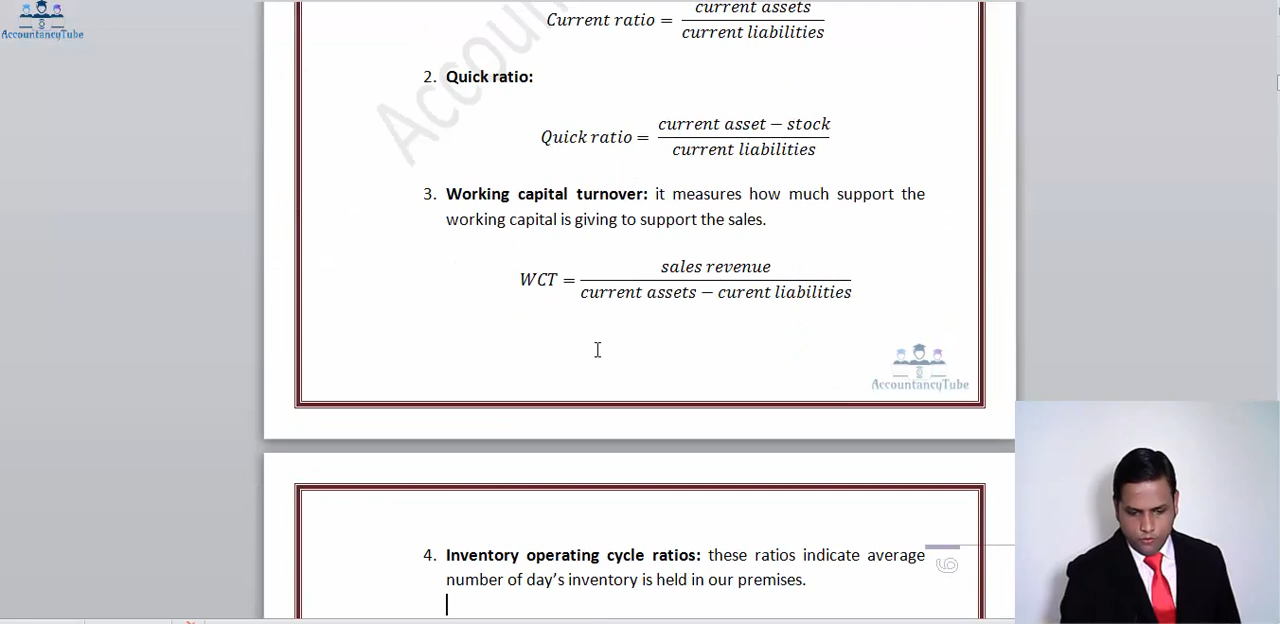 AccountancyTube
Current ratio = current assets
current liabilities
2. Quick ratio:
Quick ratio = current asset − stock
current liabilities
3. Working capital turnover: it measures how much support the
working capital is giving to support the sales.
WCT = sales revenue
current assets − curent liabilities
AccountancyTube
4. Inventory operating cycle ratios: these ratios indicate average
number of day's inventory is held in our premises.
Accoun